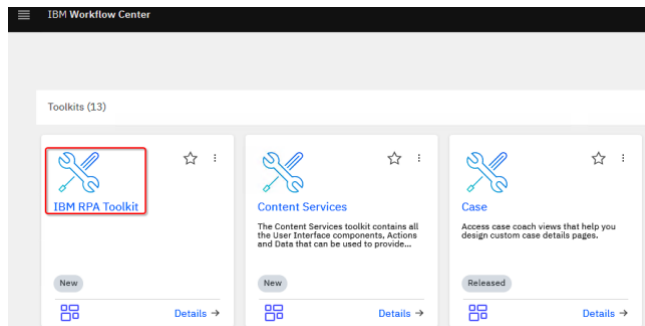 IBM Workflow Center
Toolkits (13)
IBM RPA Toolkit
New
Details →
Content Services
The Content Services toolkit contains all
the User Interface components, Actions
and Data that can be used to provide...
New
Details →
Case
Access case coach views that help you
design custom case details pages.
Released
Details →